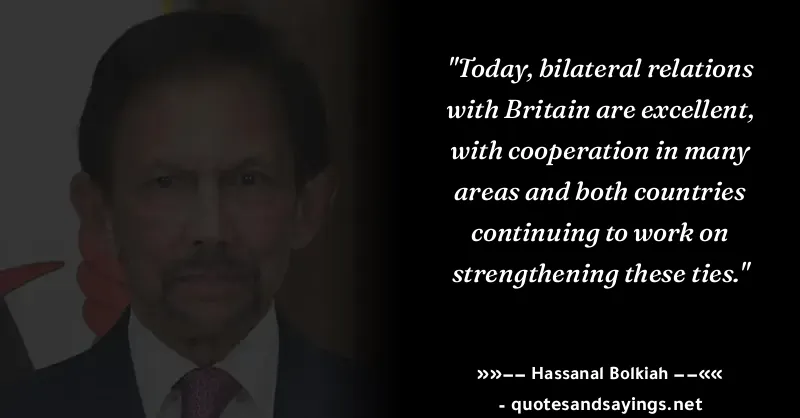 "Today, bilateral relations
with Britain are excellent,
with cooperation in many
areas and both countries
continuing to work on
strengthening these ties."
»»−− Hassanal Bolkiah −−««
- quotesandsayings.net